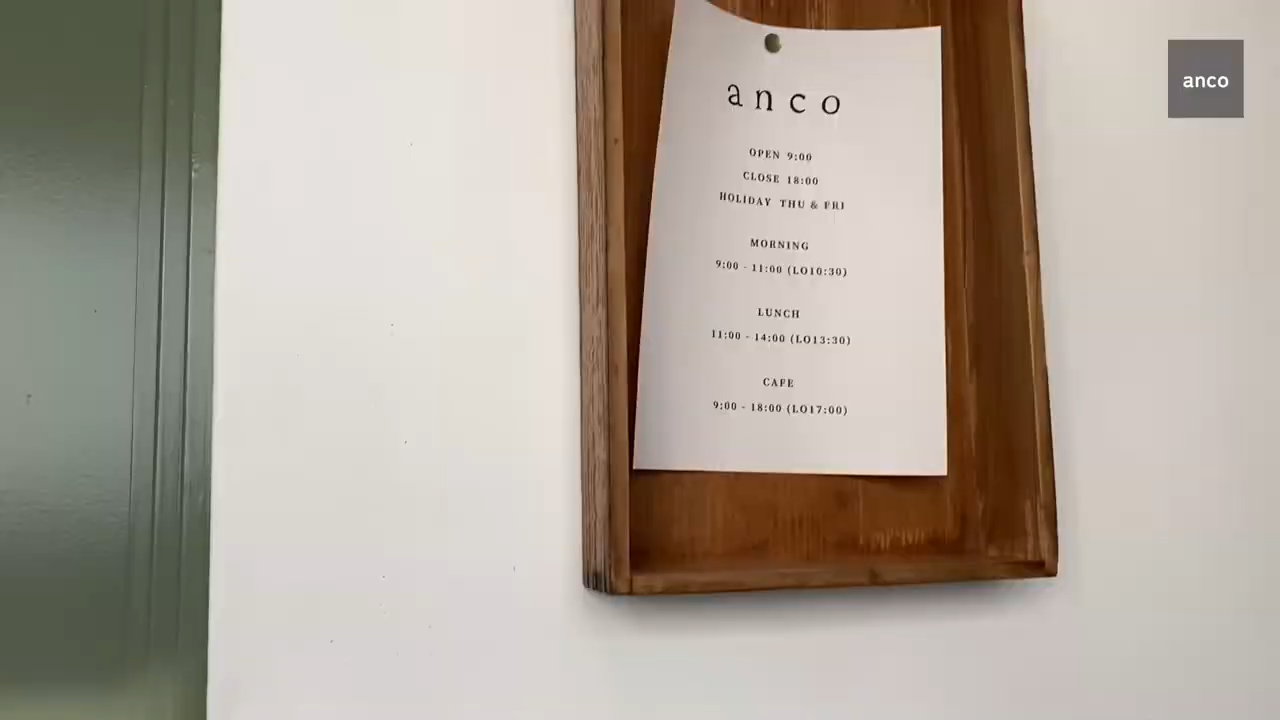 anco
OPEN 9:00
CLOSE 18:00
HOLIDAY THU & FRI
MORNING
9:00 - 11:00 (LO10:30)
LUNCH
11:00 - 14:00 (LO13:30)
CAFE
9:00 - 18:00 (LO17:00)
anco